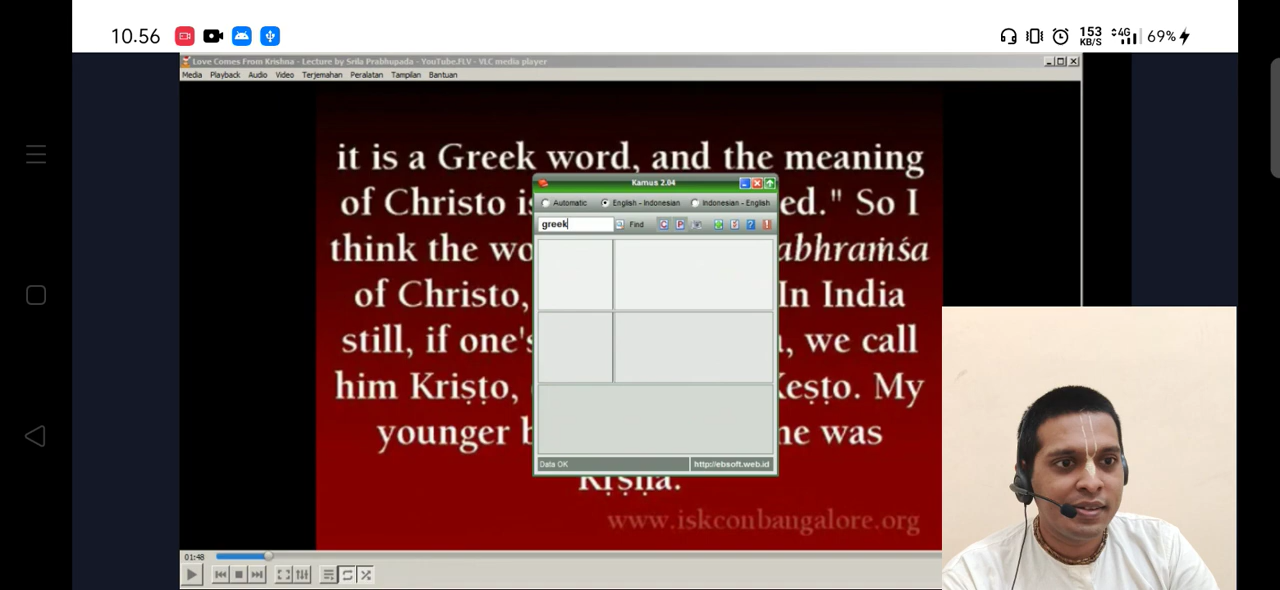 10.56
153
KB/S
4G
69%
Love Comes From Krishna - Lecture by Srila Prabhupada - YouTube.FLV - VLC media player
Media Playback Audio Video Terjemahan Peralatan Tampilan Bantuan
it is a Greek word, and the meaning
of Christo
ed." So I
think the
abhraṁśa
of Christo,
In India
still, if one's
we call
him Kriṣṭo,
Keṣṭo. My
younger
he was
Kṛṣṇa.
www.iskconbangalore.org
Kamus 2.04
Automatic English - Indonesian Indonesian - English
greek Find
Data OK http://ebsoft.web.id
01:48